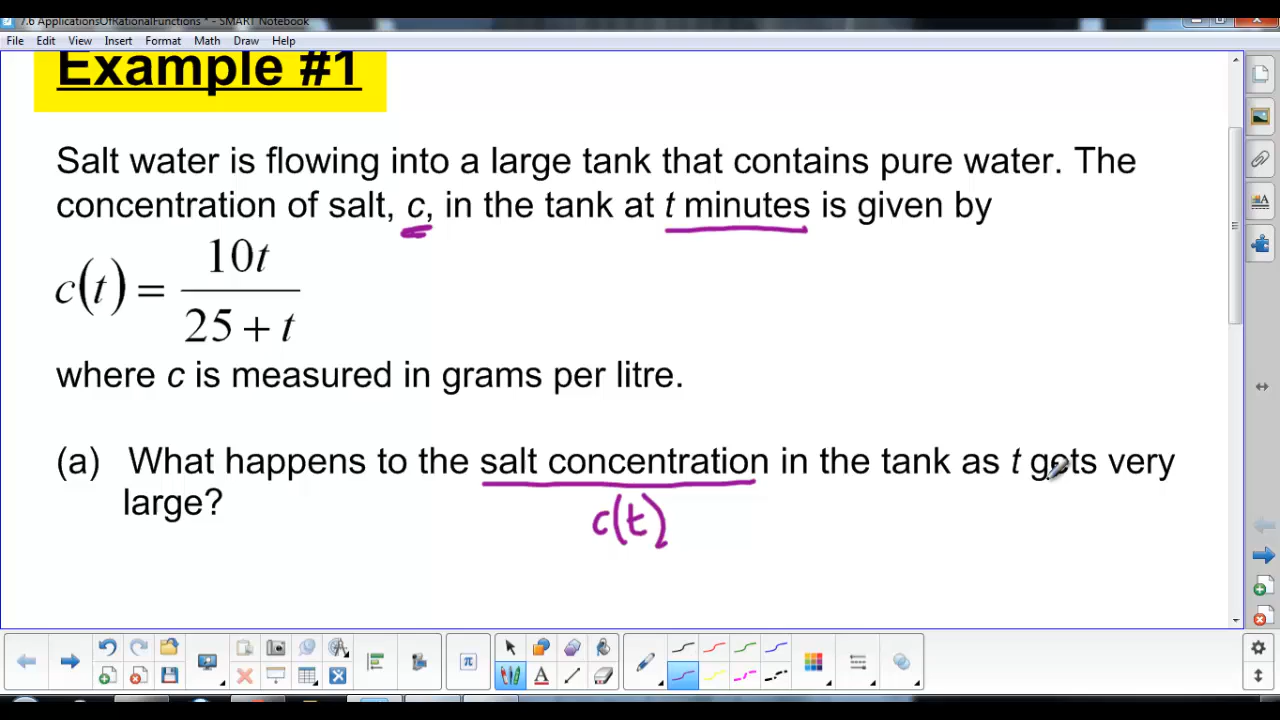 7.6 ApplicationsOfRationalFunctions * - SMART Notebook
File Edit View Insert Format Math Draw Help
Example #1
Salt water is flowing into a large tank that contains pure water. The
concentration of salt, c, in the tank at t minutes is given by
c(t) = 10t / 25 + t
where c is measured in grams per litre.
(a) What happens to the salt concentration in the tank as t gets very
large?
c(t)